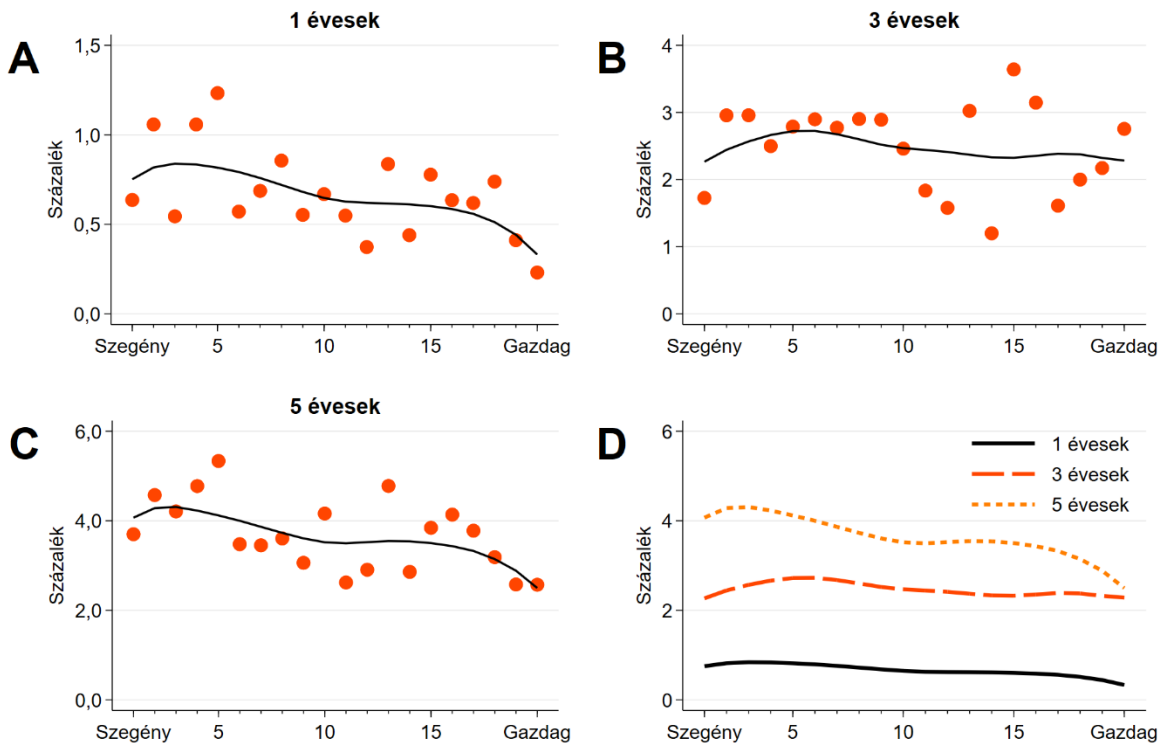 A
1 évesek
Százalék
1,5
1,0
0,5
0,0
Szegény 5 10 15 Gazdag
B
3 évesek
Százalék
4
3
2
1
0
Szegény 5 10 15 Gazdag
C
5 évesek
Százalék
6,0
4,0
2,0
0,0
Szegény 5 10 15 Gazdag
D
Százalék
6
4
2
0
1 évesek
3 évesek
5 évesek
Szegény 5 10 15 Gazdag